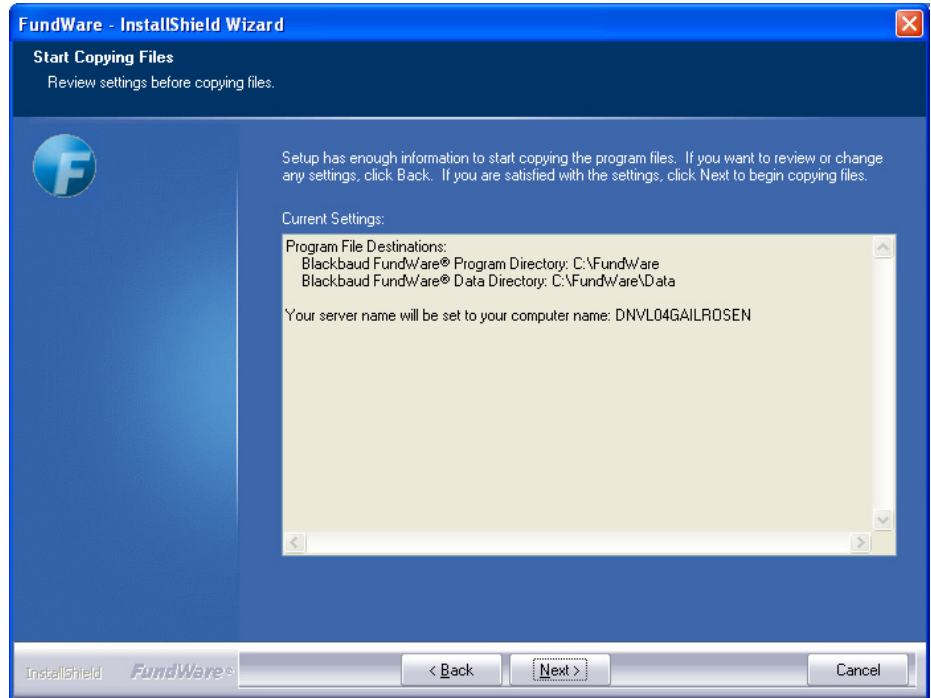 FundWare - InstallShield Wizard
Start Copying Files
Review settings before copying files.
F
Setup has enough information to start copying the program files. If you want to review or change
any settings, click Back. If you are satisfied with the settings, click Next to begin copying files.
Current Settings:
Program File Destinations:
Blackbaud FundWare® Program Directory: C:\FundWare
Blackbaud FundWare® Data Directory: C:\FundWare\Data
Your server name will be set to your computer name: DNVL04GAILROSEN
InstallShield FundWare® < Back Next > Cancel